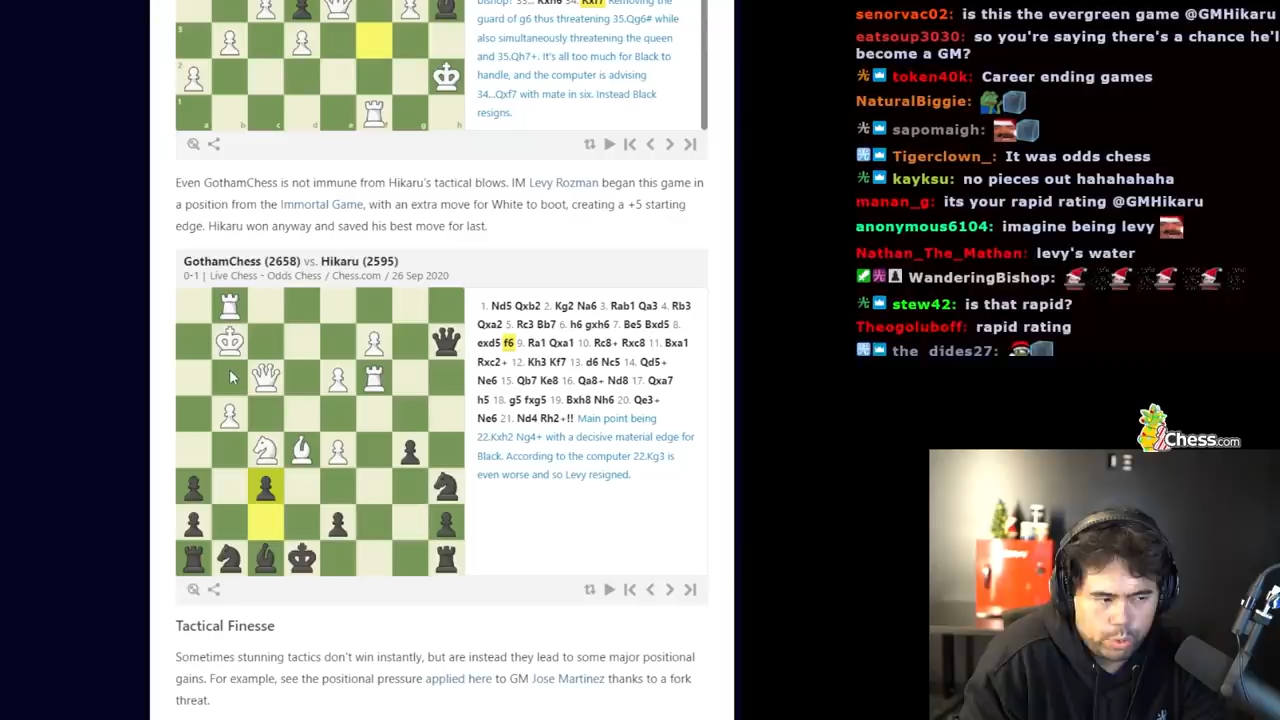 bishop! 33... Rxh6 34. Rxf7 Removing the
guard of g6 thus threatening 35.Qg6# while
also simultaneously threatening the queen
and 35.Qh7+. It's all too much for Black to
handle, and the computer is advising
34...Qxf7 with mate in six. Instead Black
resigns.
3
2
1
a b c d e f g h
Even GothamChess is not immune from Hikaru's tactical blows. IM Levy Rozman began this game in
a position from the Immortal Game, with an extra move for White to boot, creating a +5 starting
edge. Hikaru won anyway and saved his best move for last.
GothamChess (2658) vs. Hikaru (2595)
0-1 | Live Chess - Odds Chess / Chess.com / 26 Sep 2020
1. Nd5 Qxb2 2. Kg2 Na6 3. Rab1 Qa3 4. Rb3
Qxa2 5. Rc3 Bb7 6. h6 gxh6 7. Be5 Bxd5 8.
exd5 f6 9. Ra1 Qxa1 10. Rc8+ Rxc8 11. Bxa1
Rxc2+ 12. Kh3 Kf7 13. d6 Nc5 14. Qd5+
Ne6 15. Qb7 Ke8 16. Qa8+ Nd8 17. Qxa7
h5 18. g5 fxg5 19. Bxh8 Nh6 20. Qe3+
Ne6 21. Nd4 Rh2+!! Main point being
22.Kxh2 Ng4+ with a decisive material edge for
Black. According to the computer 22.Kg3 is
even worse and so Levy resigned.
Tactical Finesse
Sometimes stunning tactics don't win instantly, but are instead they lead to some major positional
gains. For example, see the positional pressure applied here to GM Jose Martinez thanks to a fork
threat.
senorvac02: is this the evergreen game @GMHikaru
eatsoup3030: so you're saying there's a chance he'll
become a GM?
token40k: Career ending games
NaturalBiggie:
sapomaigh:
Tigerclown_: It was odds chess
kayksu: no pieces out hahahahaha
manan_g: its your rapid rating @GMHikaru
anonymous6104: imagine being levy
Nathan_The_Mathan: levy's water
WanderingBishop:
stew42: is that rapid?
Theogoluboff: rapid rating
the_dides27:
Chess.com